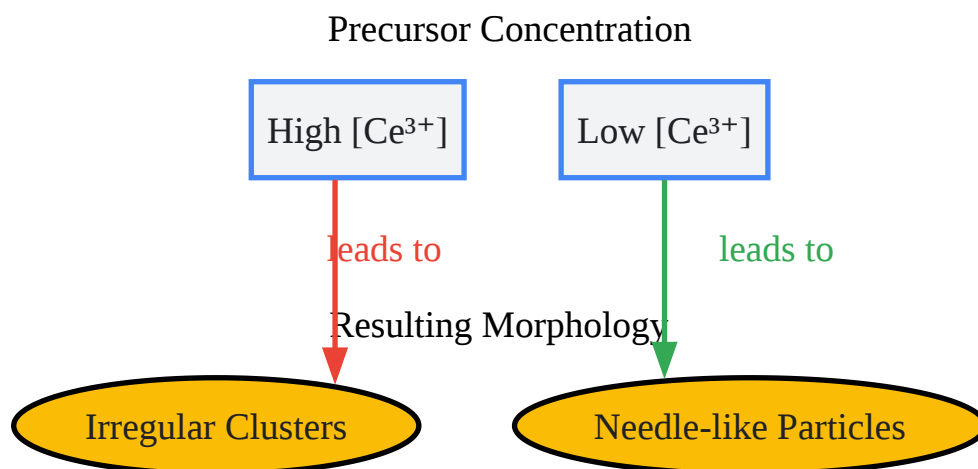 Precursor Concentration
High [Ce³⁺]
Low [Ce³⁺]
leads to
leads to
Resulting Morphology
Irregular Clusters
Needle-like Particles